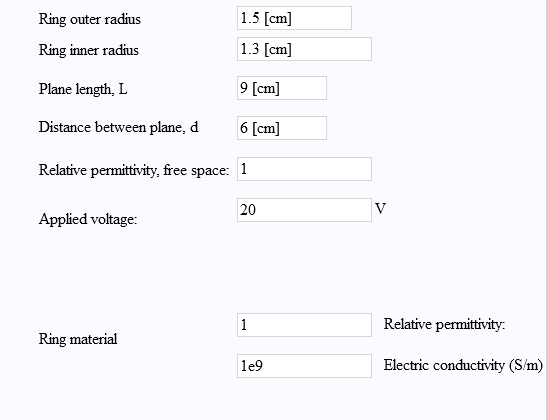 Ring outer radius 1.5 [cm]
Ring inner radius 1.3 [cm]
Plane length, L 9 [cm]
Distance between plane, d 6 [cm]
Relative permittivity, free space: 1
Applied voltage: 20 V
1 Relative permittivity:
Ring material
1e9 Electric conductivity (S/m)